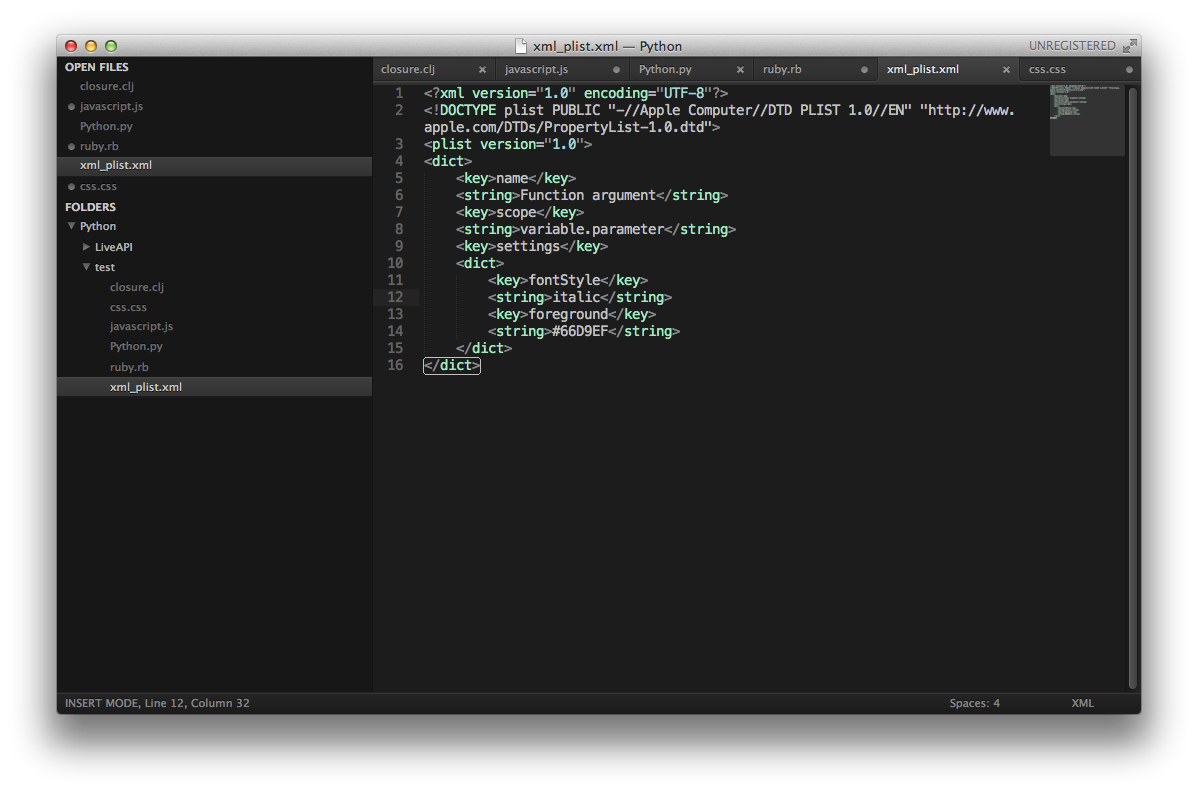 xml_plist.xml — Python
UNREGISTERED
OPEN FILES
closure.clj
javascript.js
Python.py
ruby.rb
xml_plist.xml
css.css
FOLDERS
Python
LiveAPI
test
closure.clj
css.css
javascript.js
Python.py
ruby.rb
xml_plist.xml
closure.clj javascript.js Python.py ruby.rb xml_plist.xml css.css
1 <?xml version="1.0" encoding="UTF-8"?>
2 <!DOCTYPE plist PUBLIC "-//Apple Computer//DTD PLIST 1.0//EN" "http://www.
apple.com/DTDs/PropertyList-1.0.dtd">
3 <plist version="1.0">
4 <dict>
5     <key>name</key>
6     <string>Function argument</string>
7     <key>scope</key>
8     <string>variable.parameter</string>
9     <key>settings</key>
10     <dict>
11         <key>fontStyle</key>
12         <string>italic</string>
13         <key>foreground</key>
14         <string>#66D9EF</string>
15     </dict>
16 </dict>
INSERT MODE, Line 12, Column 32
Spaces: 4
XML